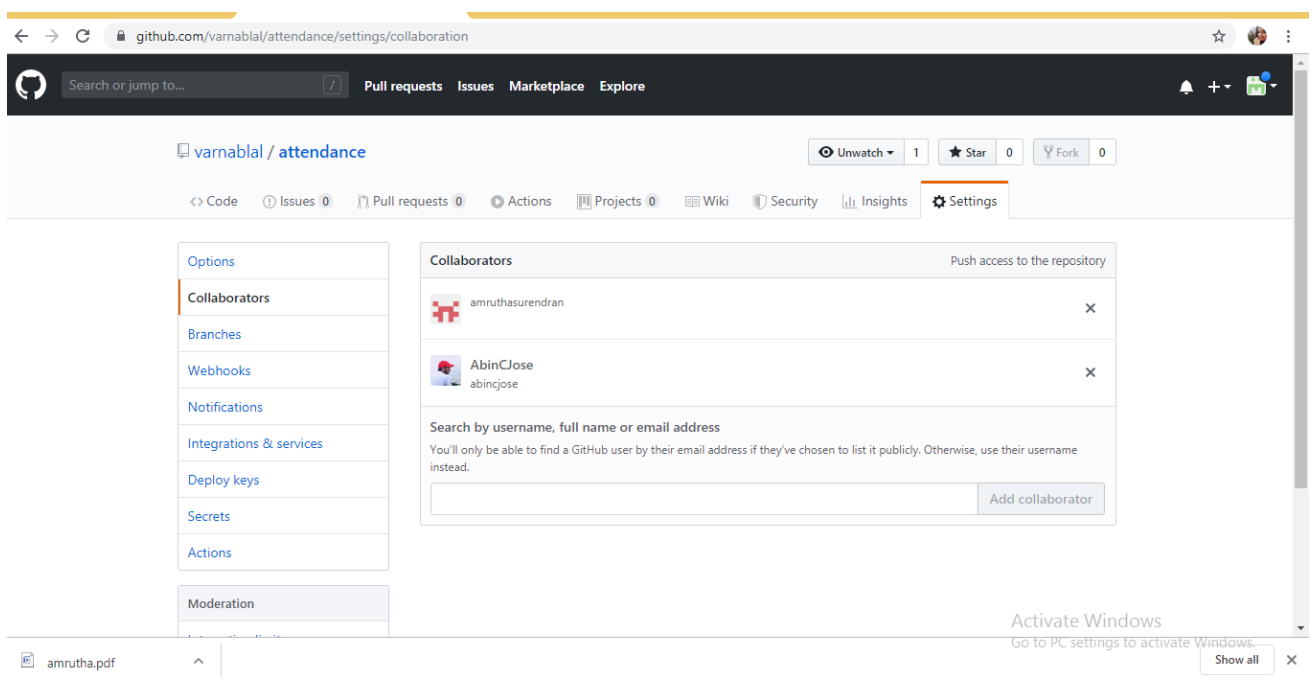 github.com/varnablal/attendance/settings/collaboration
Search or jump to... /
Pull requests Issues Marketplace Explore
varnablal / attendance
Unwatch 1 Star 0 Fork 0
Code Issues 0 Pull requests 0 Actions Projects 0 Wiki Security Insights Settings
Options
Collaborators
Branches
Webhooks
Notifications
Integrations & services
Deploy keys
Secrets
Actions
Moderation
Collaborators Push access to the repository
amruthasurendran
AbinCJose
abincjose
Search by username, full name or email address
You'll only be able to find a GitHub user by their email address if they've chosen to list it publicly. Otherwise, use their username
instead.
Add collaborator
Activate Windows
Go to PC settings to activate Windows.
amrutha.pdf
Show all